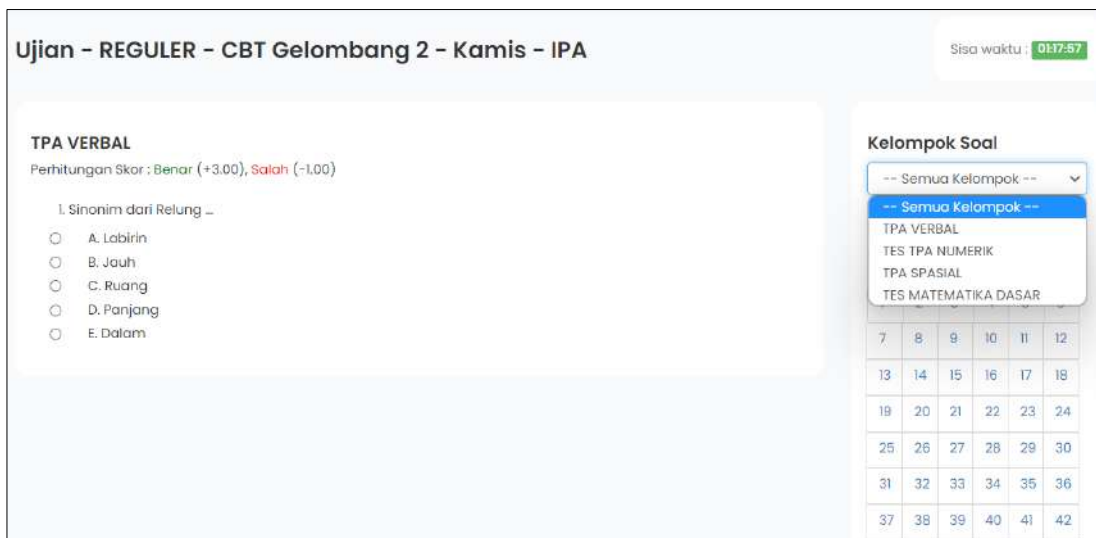 Ujian - REGULER - CBT Gelombang 2 - Kamis - IPA
Sisa waktu : 01:17:57
TPA VERBAL
Perhitungan Skor : Benar (+3.00), Salah (-1.00)
1. Sinonim dari Relung ...
A. Labirin
B. Jauh
C. Ruang
D. Panjang
E. Dalam
Kelompok Soal
-- Semua Kelompok --
-- Semua Kelompok --
TPA VERBAL
TES TPA NUMERIK
TPA SPASIAL
TES MATEMATIKA DASAR
7 8 9 10 11 12
13 14 15 16 17 18
19 20 21 22 23 24
25 26 27 28 29 30
31 32 33 34 35 36
37 38 39 40 41 42